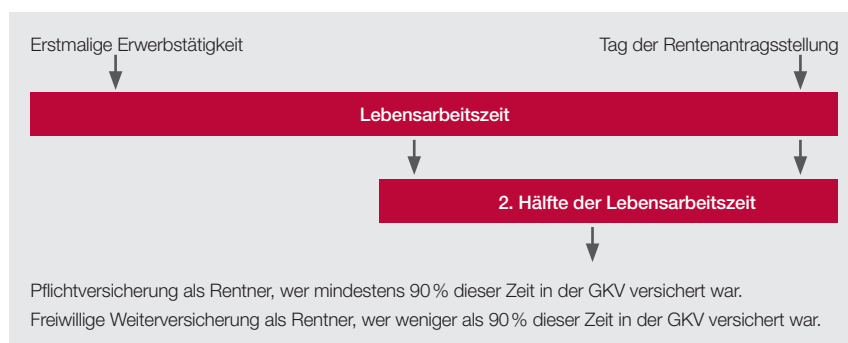 Erstmalige Erwerbstätigkeit
Tag der Rentenantragsstellung
Lebensarbeitszeit
2. Hälfte der Lebensarbeitszeit
Pflichtversicherung als Rentner, wer mindestens 90 % dieser Zeit in der GKV versichert war.
Freiwillige Weiterversicherung als Rentner, wer weniger als 90 % dieser Zeit in der GKV versichert war.